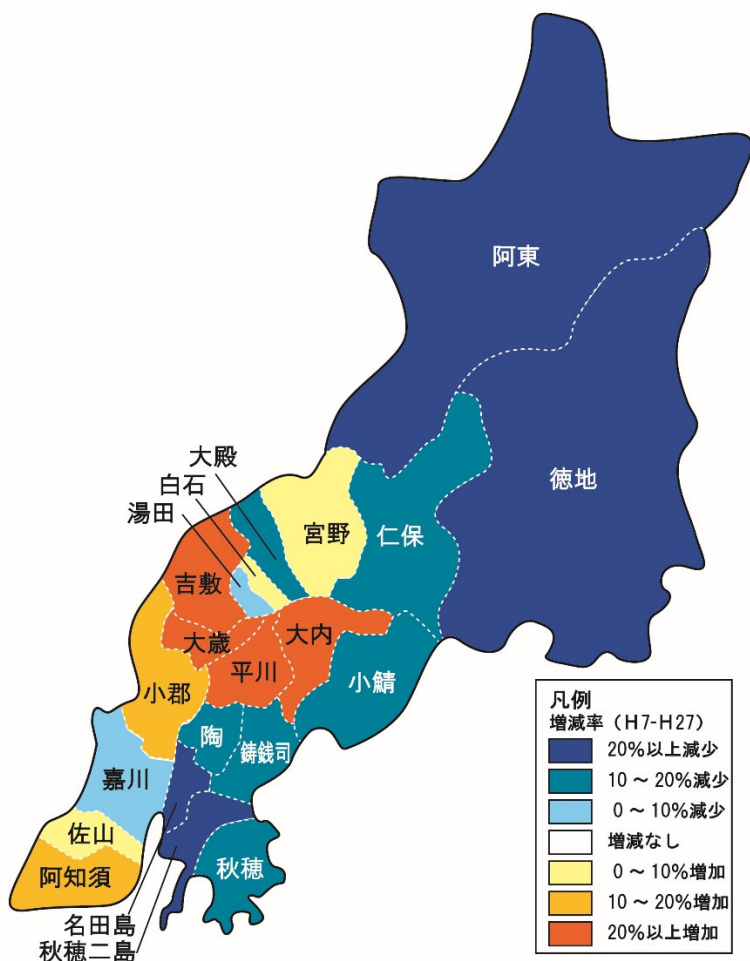 阿東
徳地
大殿
白石
湯田
宮野
仁保
吉敷
大歳
大内
平川
小鯖
小郡
陶
鋳銭司
嘉川
佐山
阿知須
秋穂
名田島
秋穂二島
凡例
増減率（H7-H27）
20%以上減少
10～20%減少
0～10%減少
増減なし
0～10%増加
10～20%増加
20%以上増加